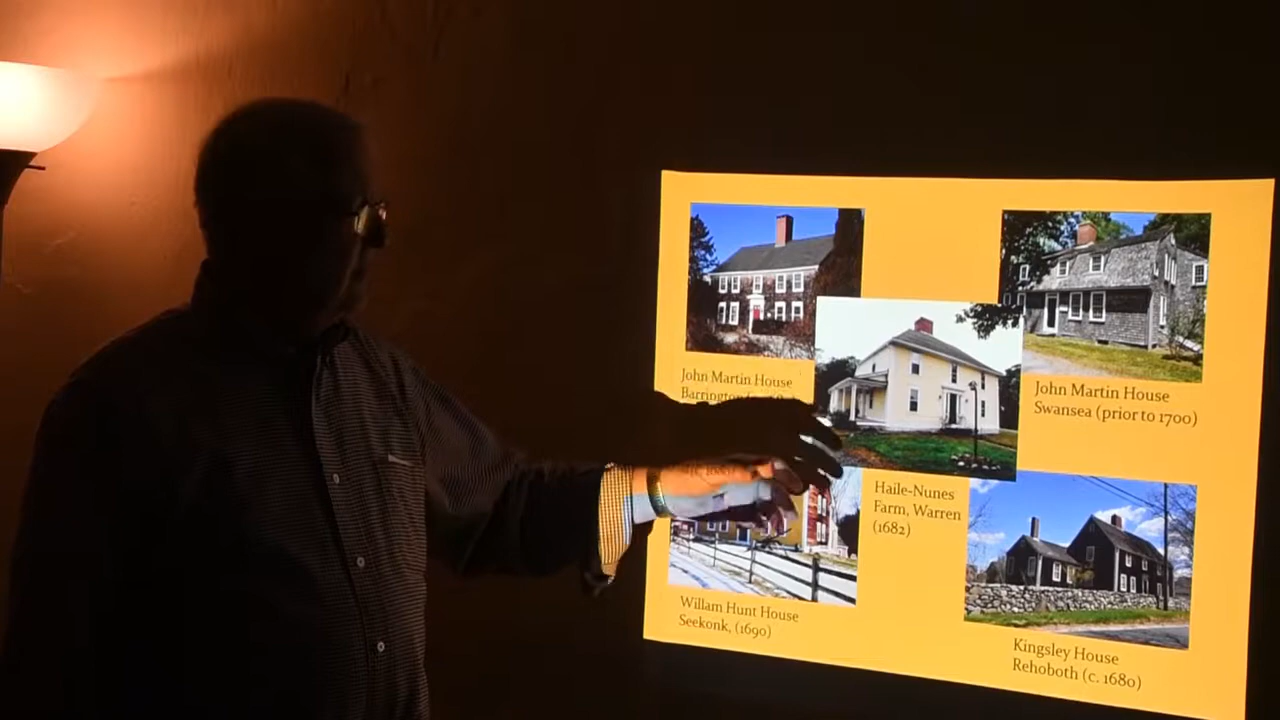 John Martin House
Barrington
John Martin House
Swansea (prior to 1700)
Haile-Nunes
Farm, Warren
(1682)
Willam Hunt House
Seekonk, (1690)
Kingsley House
Rehoboth (c. 1680)